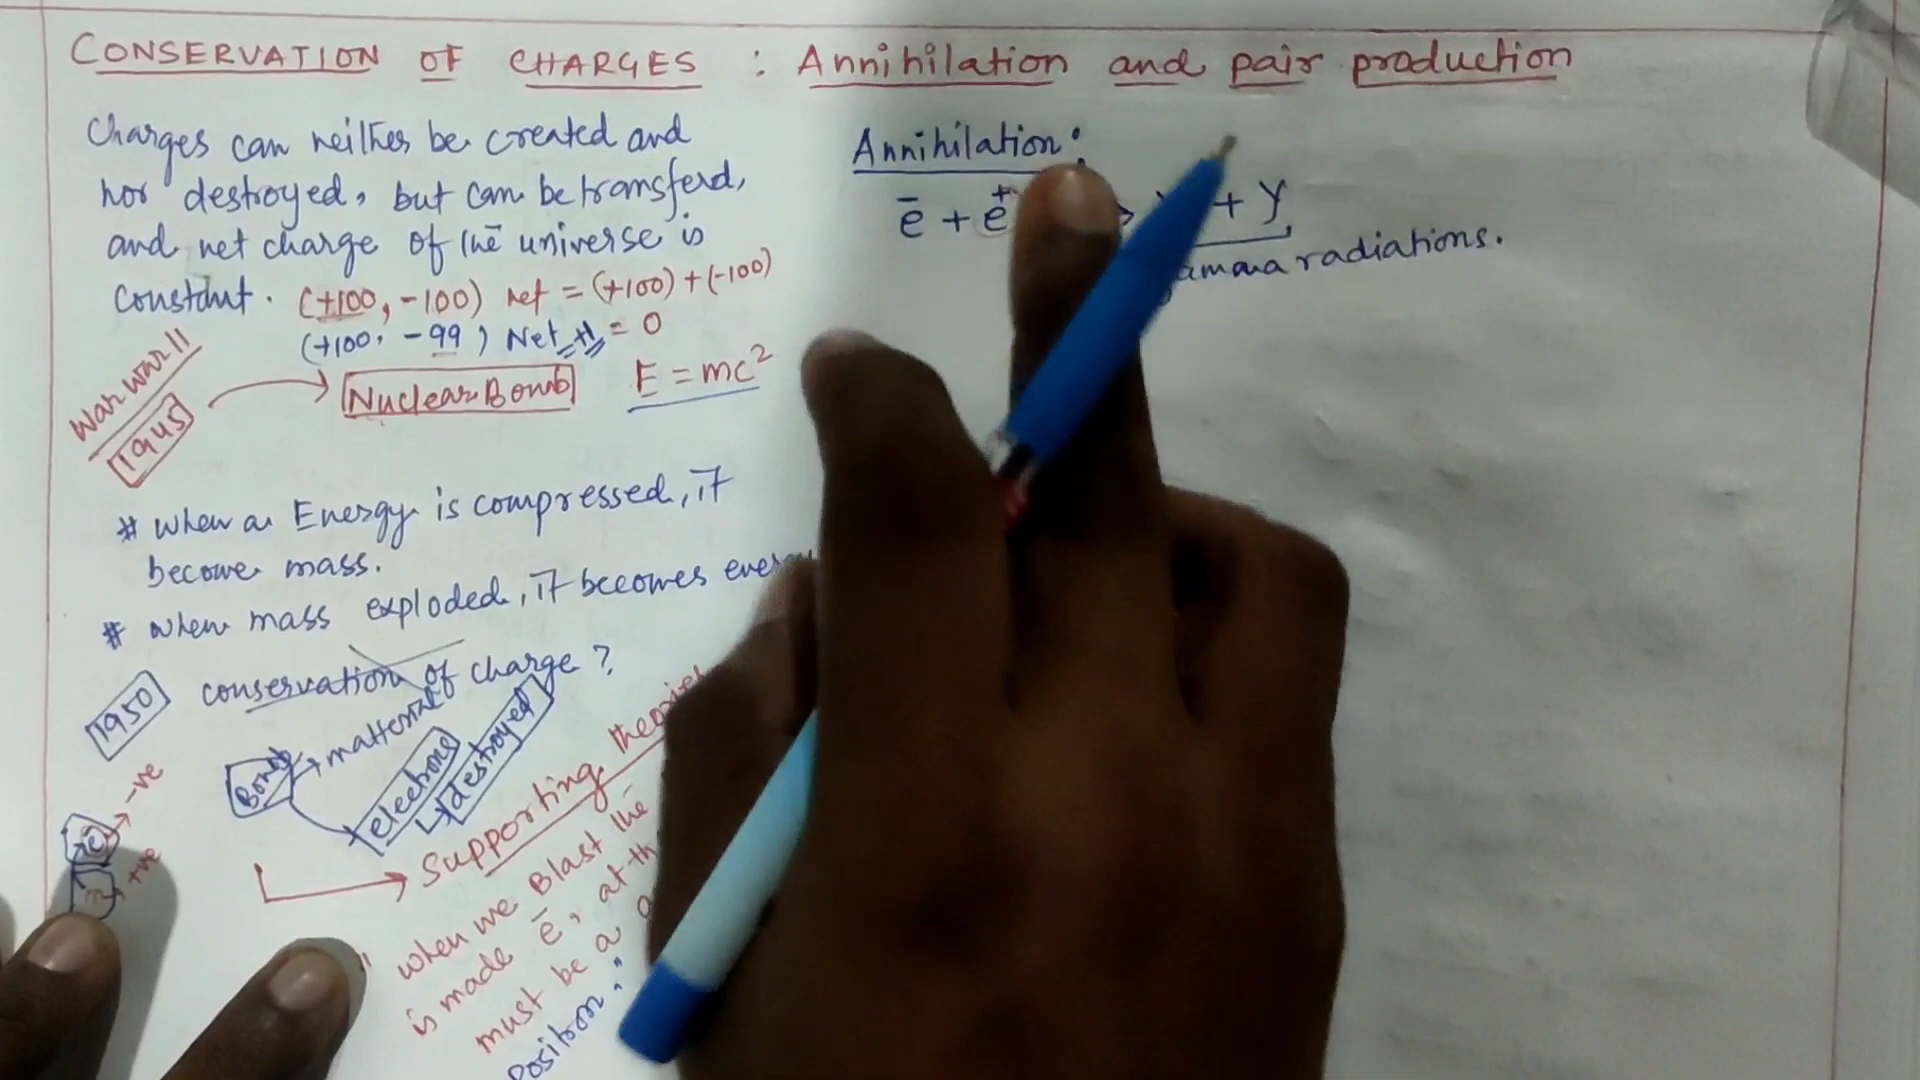 CONSERVATION OF CHARGES : Annihilation and pair production
Charges can neither be created and
nor destroyed, but can be transferd,
and net charge of the universe is
constant. (+100, -100) net = (+100) + (-100)
(+100, -99) Net +1 = 0
War war II
1945
Nuclear Bomb
E = mc²
# when a Energy is compressed, it
become mass.
# when mass exploded, it becomes
1950
conservation of charge ?
Bomb
electrons
destroyed
-ve
+ve
Supporting theories
" when we Blast the
is made ē, at
must be a
Position."
Annihilation :
ē + e⁺ + γ
radiations.